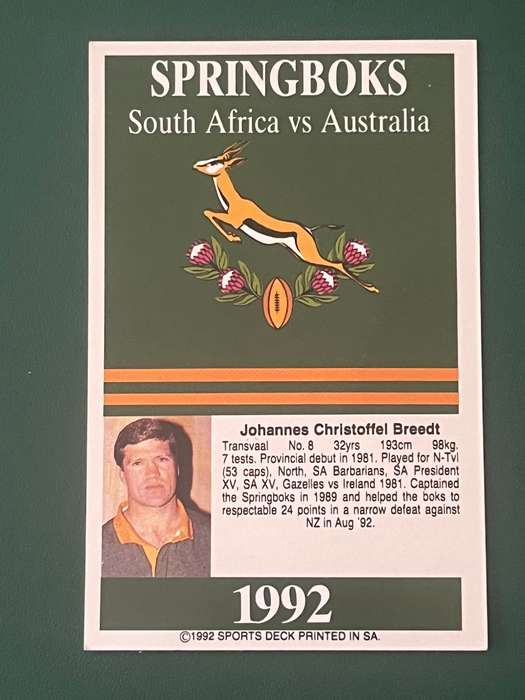 SPRINGBOKS
South Africa vs Australia
Johannes Christoffel Breedt
Transvaal No. 8 32yrs 193cm 98kg.
7 tests. Provincial debut in 1981. Played for N-Tvl
(53 caps), North, SA Barbarians, SA President
XV, SA XV, Gazelles vs Ireland 1981. Captained
the Springboks in 1989 and helped the boks to
respectable 24 points in a narrow defeat against
NZ in Aug '92.
1992
©1992 SPORTS DECK PRINTED IN SA.